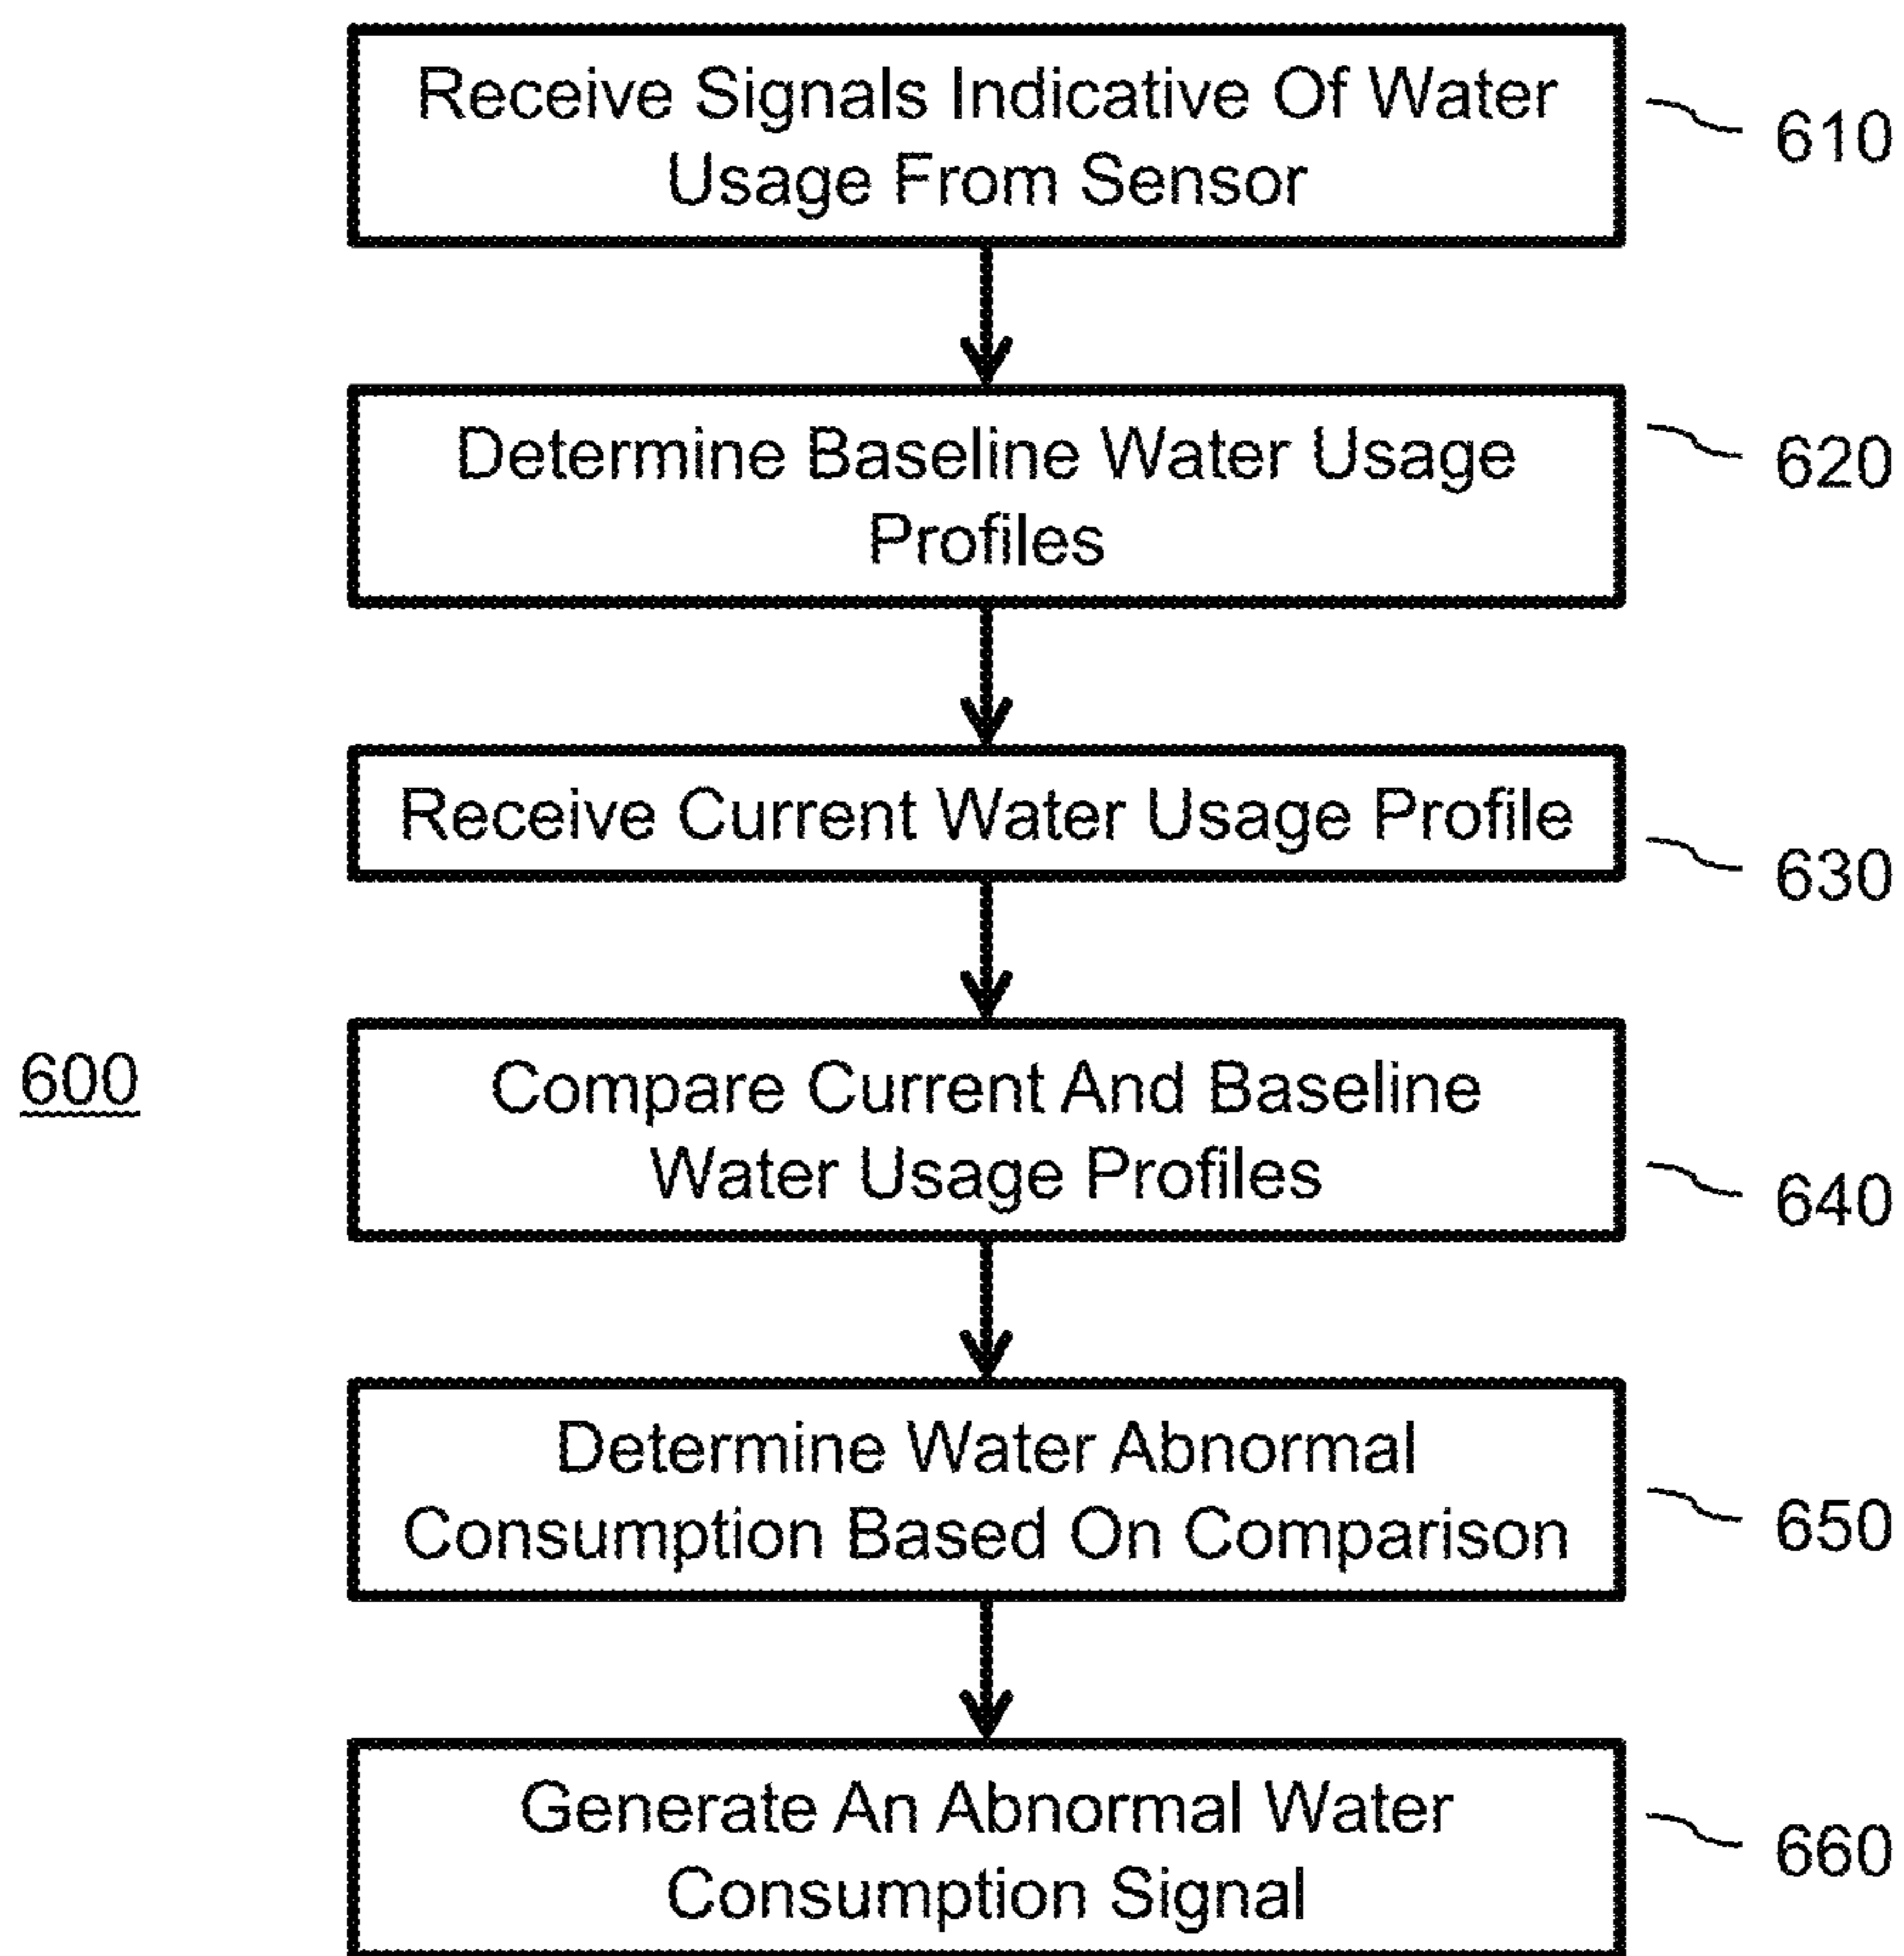 Receive Signals Indicative Of Water
Usage From Sensor
610
Determine Baseline Water Usage
Profiles
620
Receive Current Water Usage Profile
630
600
Compare Current And Baseline
Water Usage Profiles
640
Determine Water Abnormal
Consumption Based On Comparison
650
Generate An Abnormal Water
Consumption Signal
660